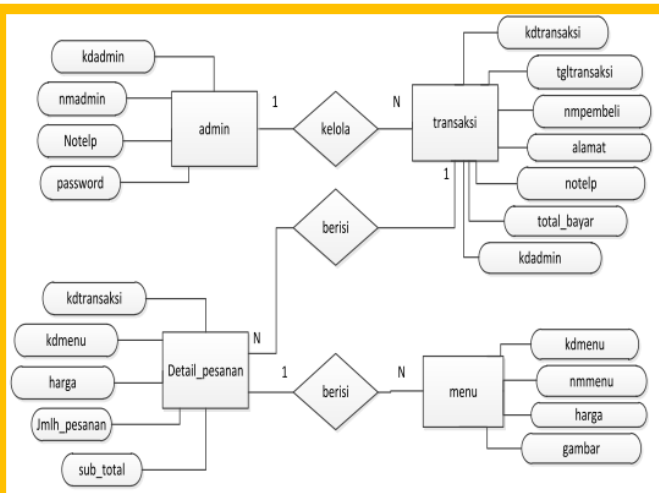 kdadmin
nmadmin
Notelp
password
admin
1
kelola
N
transaksi
kdtransaksi
tgltransaksi
nmpembeli
alamat
notelp
total_bayar
kdadmin
1
berisi
N
kdtransaksi
kdmenu
harga
Jmlh_pesanan
sub_total
Detail_pesanan
1
berisi
N
menu
kdmenu
nmmenu
harga
gambar